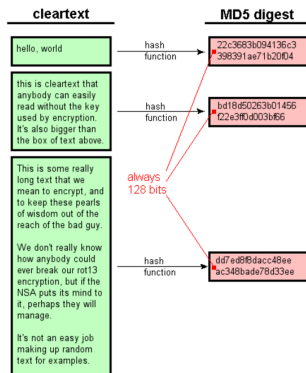 cleartext
MD5 digest
hello, world
hash
function
22c3683b094136c3
398391ae71b20f04
this is cleartext that
anybody can easily
read without the key
used by encryption.
It's also bigger than
the box of text above.
hash
function
bd18d50263b01456
f22e3ff0d003bf66
always
128 bits
This is some really
long text that we
mean to encrypt, and
to keep these pearls
of wisdom out of the
reach of the bad guy.
We don't really know
how anybody could
ever break our rot13
encryption, but if the
NSA puts its mind to
it, perhaps they will
manage.
It's not an easy job
making up random
text for examples.
hash
function
dd7ed8f8dacc48ee
ac348bade78d33ee